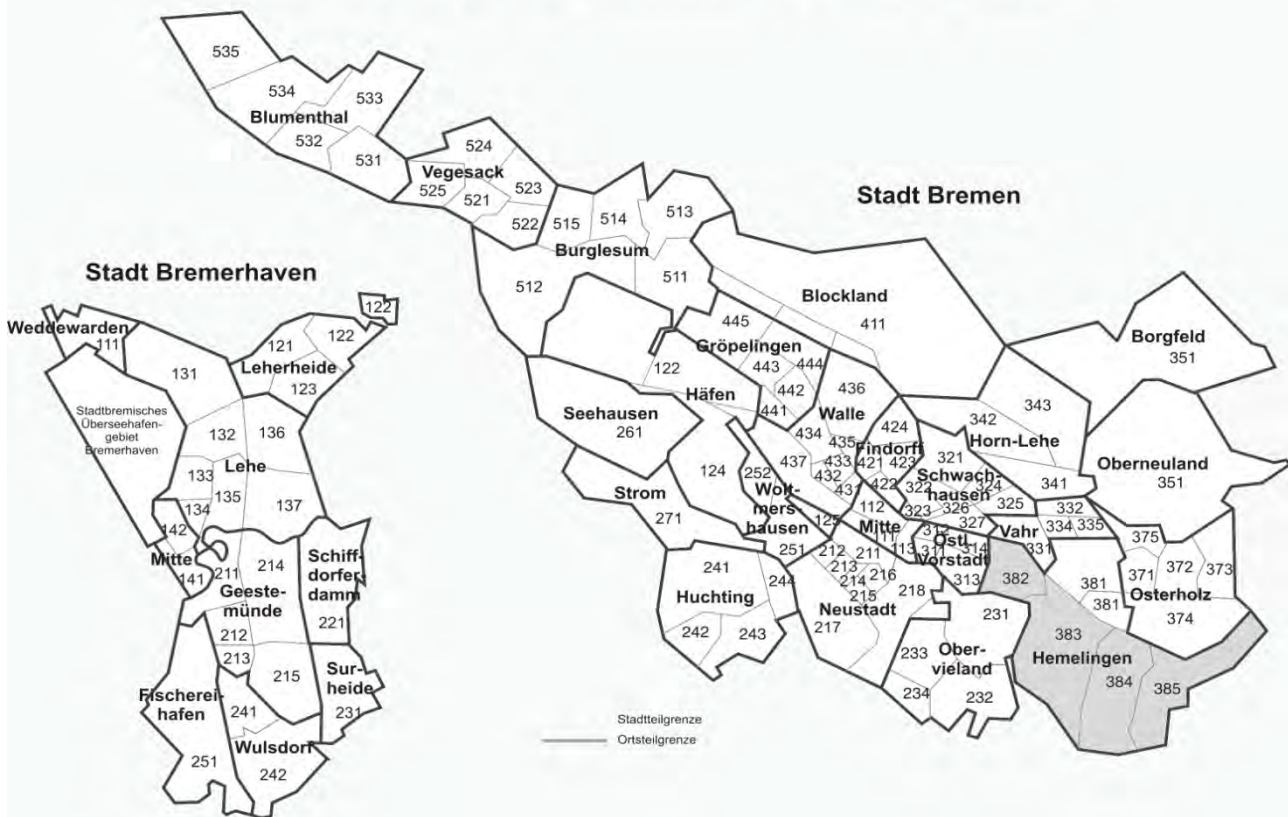 535
534
533
Blumenthal
532
531
524
Vegesack
525
521
523
522
515
514
513
Burglesum
512
511
Stadt Bremen
Blockland
411
Borgfeld
351
445
Gröpelingen
443
444
442
441
122
Häfen
436
Walle
434
435
437
433
432
431
424
Findorff
421
423
422
Seehausen
261
124
252
Strom
271
Wolt-
mers-
hausen
125
251
342
343
Horn-Lehe
341
321
Schwach-
hausen
322
324
325
323
326
327
Oberneuland
351
112
Mitte
111
113
312
Östl.
Vorstadt
311
314
313
Vahr
332
334
335
331
375
371
372
373
Osterholz
374
241
244
Huchting
242
243
212
211
213
214
216
215
218
Neustadt
217
231
233
Ober-
vieland
234
232
382
381
381
383
Hemelingen
384
385
Stadt Bremerhaven
122
Weddewarden
111
121
122
Leherheide
123
131
Stadtbremisches
Überseehafen-
gebiet
Bremerhaven
132
136
Lehe
133
135
134
137
142
Mitte
141
211
214
Geeste-
münde
212
213
215
Schiff-
dorfer
damm
221
Sur-
heide
231
Fischerei-
hafen
251
241
Wulsdorf
242
Stadtteilgrenze
Ortsteilgrenze